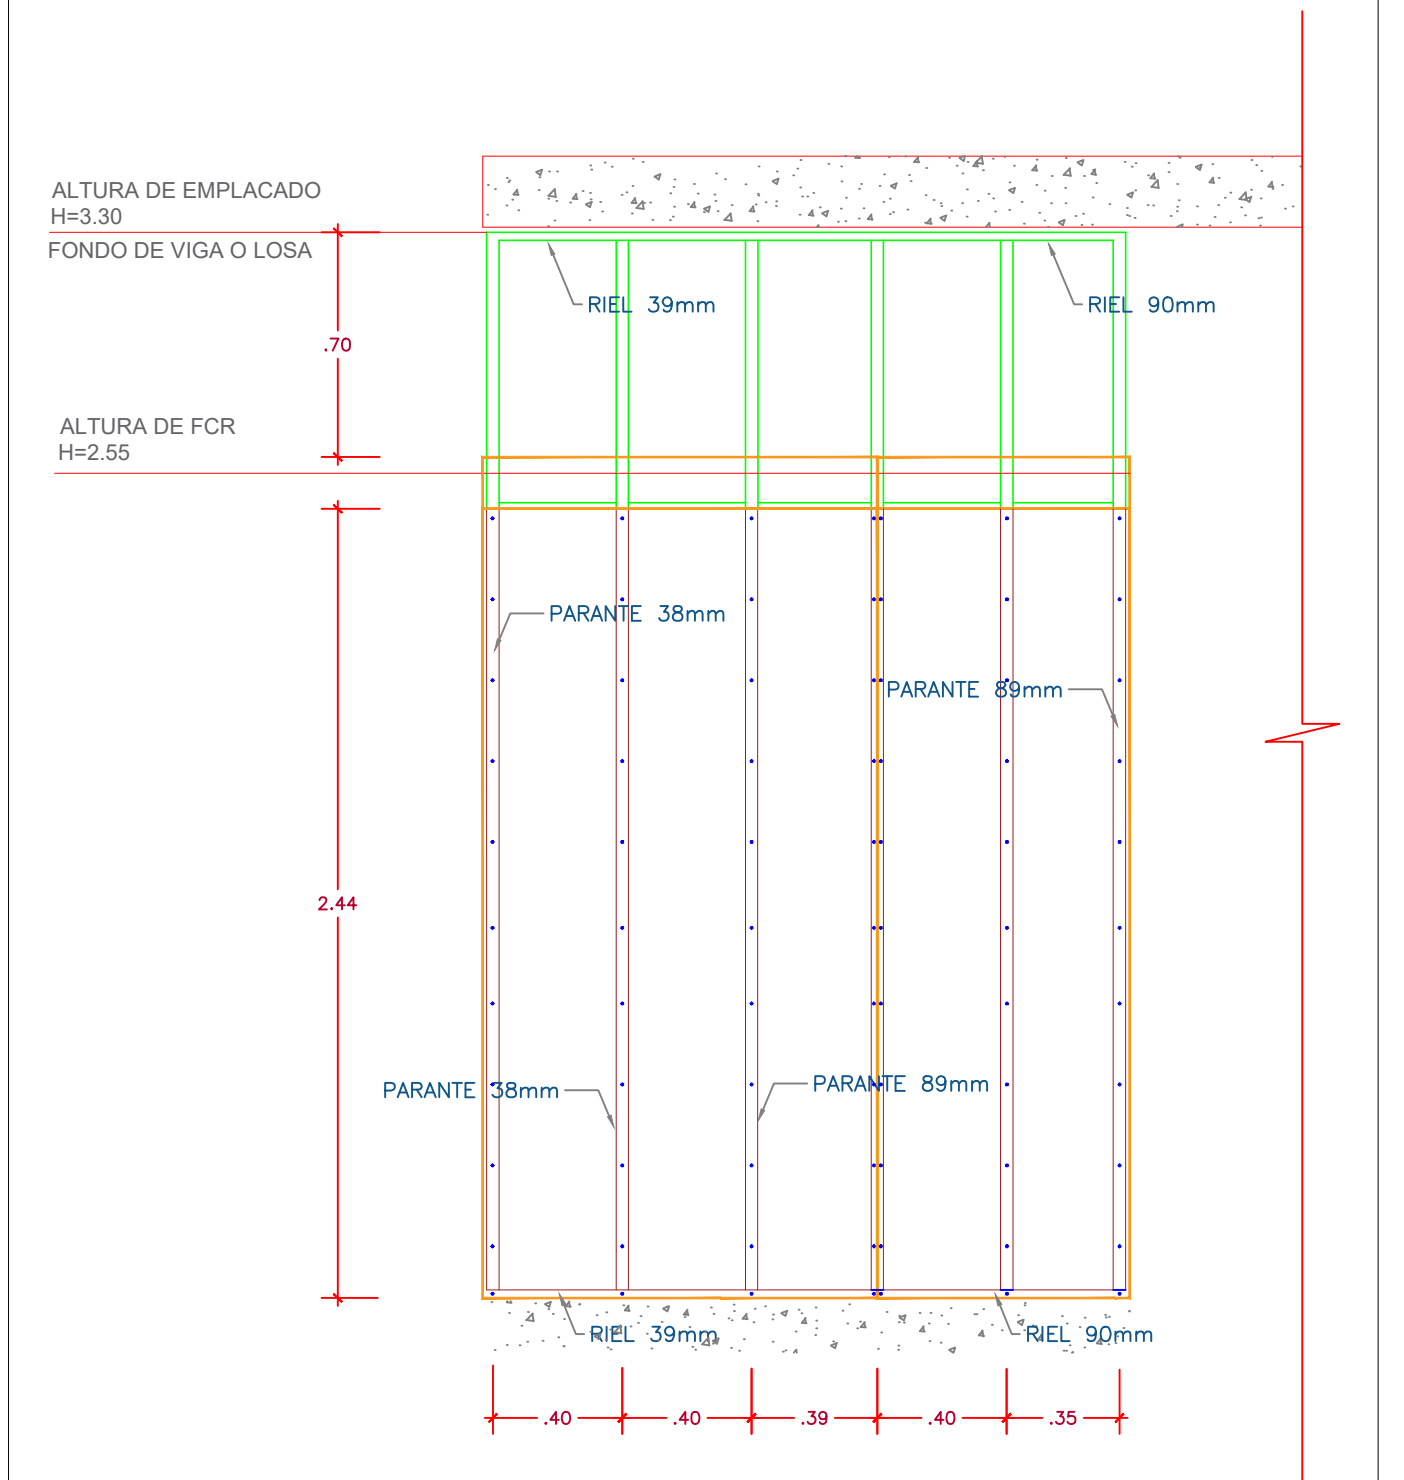 ALTURA DE EMPLACADO
H=3.30
FONDO DE VIGA O LOSA
RIEL 39mm
RIEL 90mm
.70
ALTURA DE FCR
H=2.55
PARANTE 38mm
PARANTE 89mm
2.44
PARANTE 38mm
PARANTE 89mm
RIEL 39mm
RIEL 90mm
.40
.40
.39
.40
.35